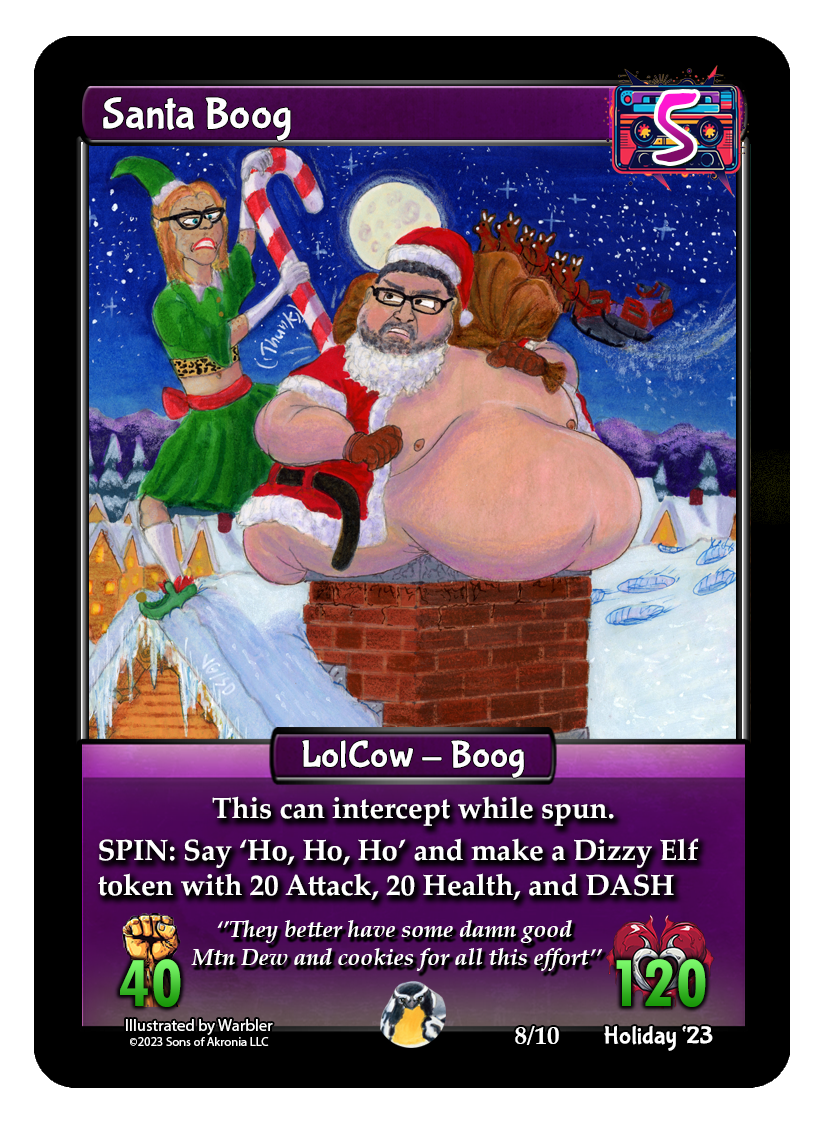 Santa Boog
S
(Thunk)
LolCow – Boog
This can intercept while spun.
SPIN: Say ‘Ho, Ho, Ho’ and make a Dizzy Elf
token with 20 Attack, 20 Health, and DASH
‘‘They better have some damn good
Mtn Dew and cookies for all this effort’’
40
120
Illustrated by Warbler
©2023 Sons of Akronia LLC
8/10
Holiday ‘23